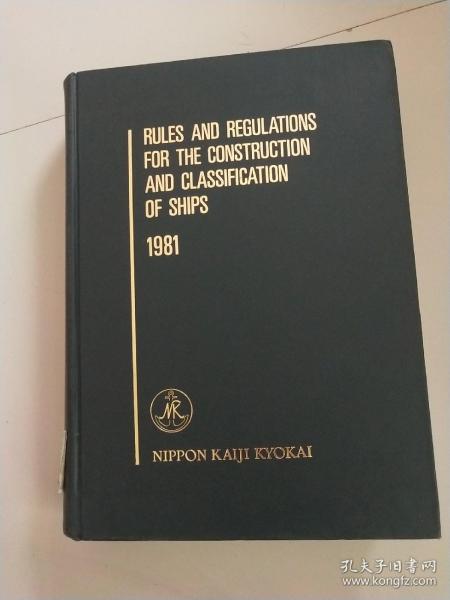 RULES AND REGULATIONS
FOR THE CONSTRUCTION
AND CLASSIFICATION
OF SHIPS
1981
NIPPON KAIJI KYOKAI
孔夫子旧书网
www.kongfz.com